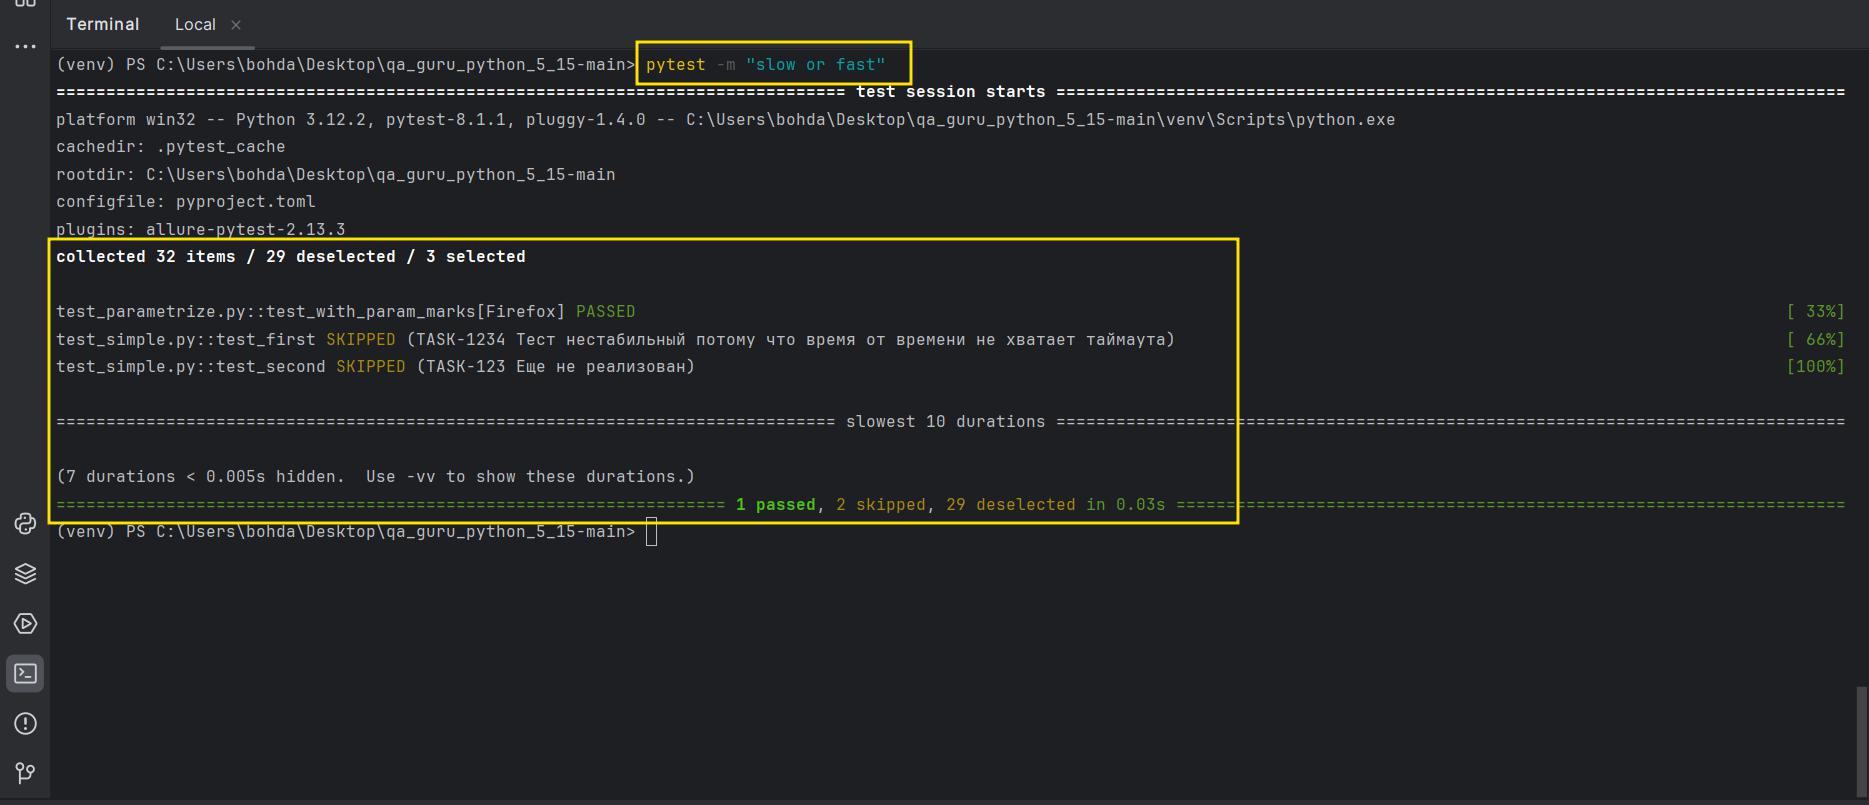 Terminal Local ×
(venv) PS C:\Users\bohda\Desktop\qa_guru_python_5_15-main> pytest -m "slow or fast"
=============================================================================== test session starts ===============================================================================
platform win32 -- Python 3.12.2, pytest-8.1.1, pluggy-1.4.0 -- C:\Users\bohda\Desktop\qa_guru_python_5_15-main\venv\Scripts\python.exe
cachedir: .pytest_cache
rootdir: C:\Users\bohda\Desktop\qa_guru_python_5_15-main
configfile: pyproject.toml
plugins: allure-pytest-2.13.3
collected 32 items / 29 deselected / 3 selected
test_parametrize.py::test_with_param_marks[Firefox] PASSED [ 33%]
test_simple.py::test_first SKIPPED (TASK-1234 Тест нестабильный потому что время от времени не хватает таймаута) [ 66%]
test_simple.py::test_second SKIPPED (TASK-123 Еще не реализован) [100%]
============================================================================== slowest 10 durations ===============================================================================
(7 durations < 0.005s hidden.  Use -vv to show these durations.)
=================================================================== 1 passed, 2 skipped, 29 deselected in 0.03s ===================================================================
(venv) PS C:\Users\bohda\Desktop\qa_guru_python_5_15-main>